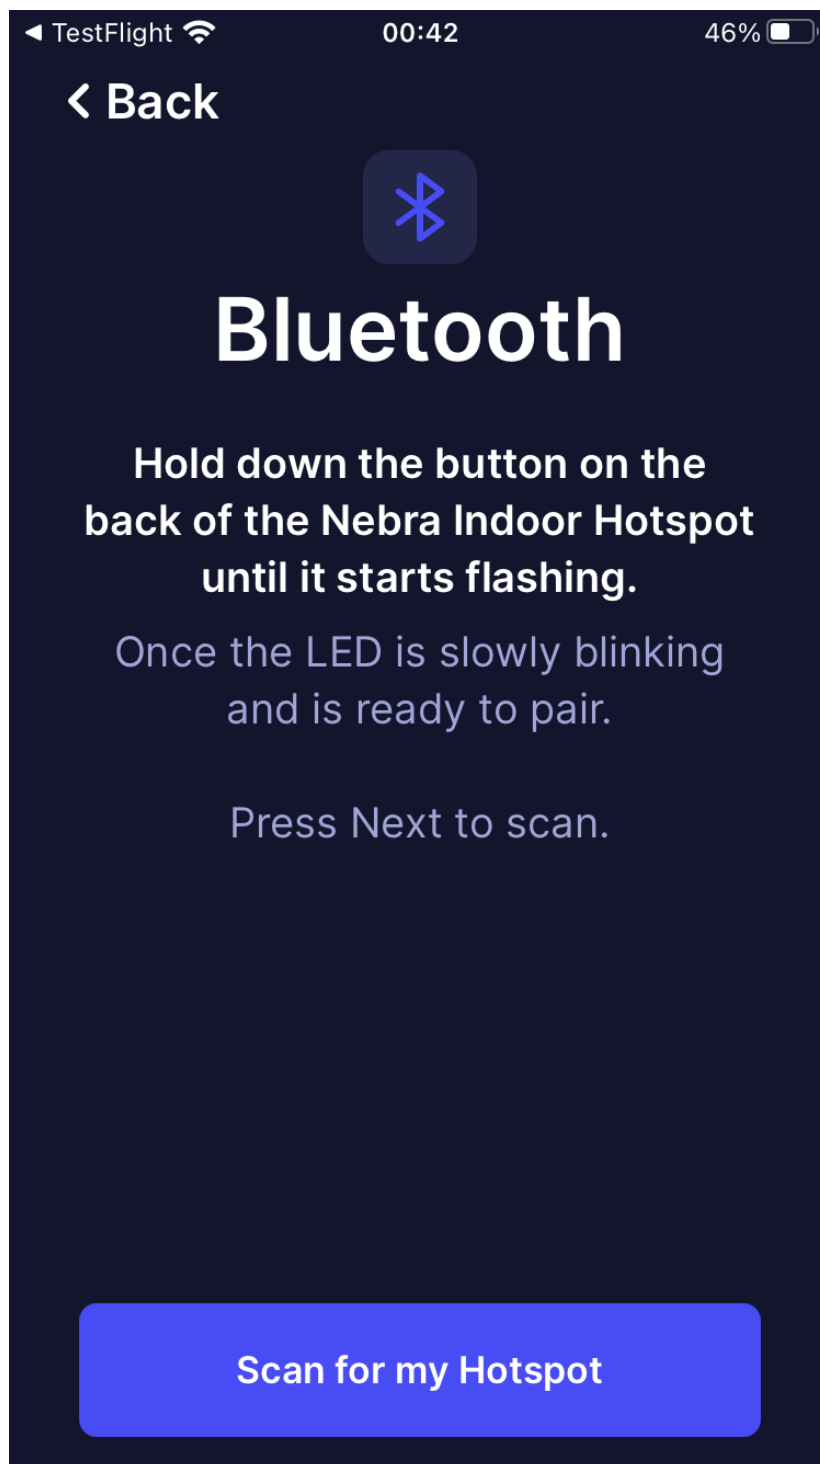 ◀ TestFlight 00:42 46%
Back
Bluetooth
Hold down the button on the
back of the Nebra Indoor Hotspot
until it starts flashing.
Once the LED is slowly blinking
and is ready to pair.
Press Next to scan.
Scan for my Hotspot